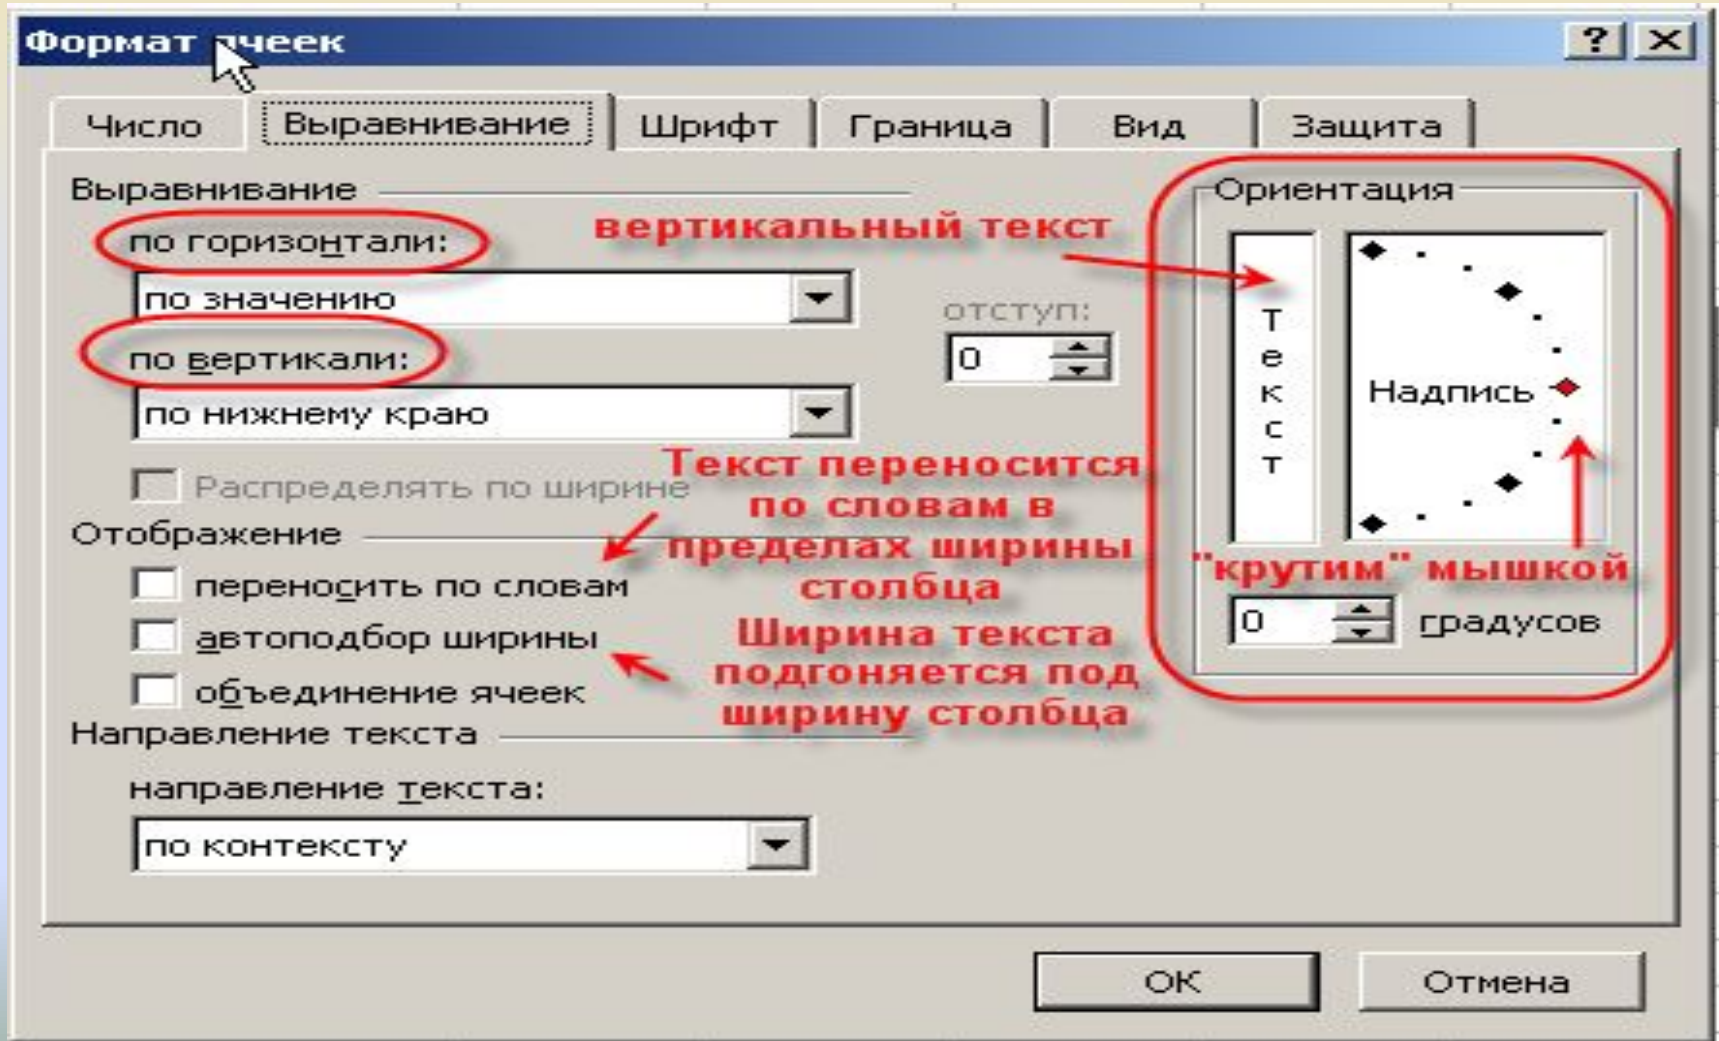 Формат ячеек
?
Число Выравнивание Шрифт Граница Вид Защита
Выравнивание
по горизонтали:
по значению
по вертикали:
по нижнему краю
отступ:
0
Распределять по ширине
Отображение
переносить по словам
автоподбор ширины
объединение ячеек
Направление текста
направление текста:
по контексту
вертикальный текст
Текст переносится
по словам в
пределах ширины
столбца
Ширина текста
подгоняется под
ширину столбца
Ориентация
Текст
Надпись
"крутим" мышкой
0 градусов
ОК Отмена